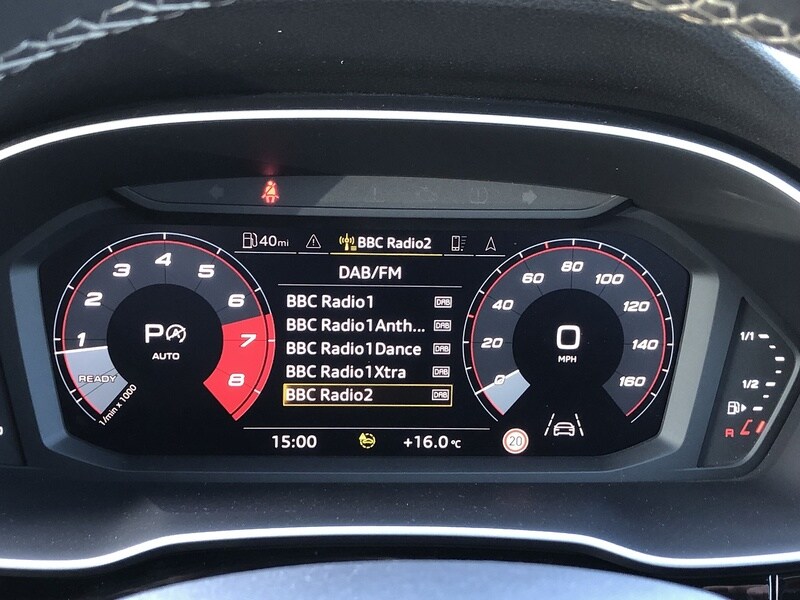 40mi BBC Radio2
DAB/FM
BBC Radio1 DAB
BBC Radio1Anth... DAB
BBC Radio1Dance DAB
BBC Radio1Xtra DAB
BBC Radio2 DAB
1 2 3 4 5 6 7 8
P A
AUTO
READY
1/min x 1000
0 20 40 60 80 100 120 140 160
0
MPH
15:00 +16.0 °C 20
1/1
1/2
R
0